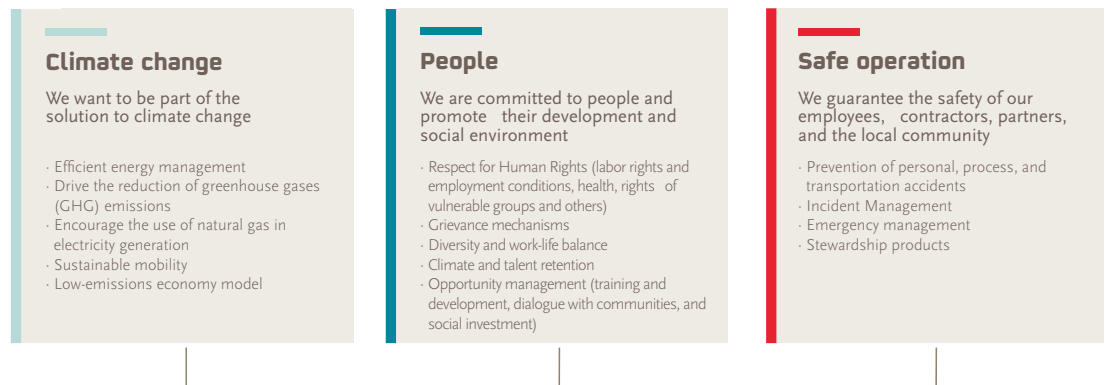 Climate change
We want to be part of the
solution to climate change
· Efficient energy management
· Drive the reduction of greenhouse gases
(GHG) emissions
· Encourage the use of natural gas in
electricity generation
· Sustainable mobility
· Low-emissions economy model
People
We are committed to people and
promote their development and
social environment
· Respect for Human Rights (labor rights and
employment conditions, health, rights of
vulnerable groups and others)
· Grievance mechanisms
· Diversity and work-life balance
· Climate and talent retention
· Opportunity management (training and
development, dialogue with communities, and
social investment)
Safe operation
We guarantee the safety of our
employees, contractors, partners,
and the local community
· Prevention of personal, process, and
transportation accidents
· Incident Management
· Emergency management
· Stewardship products